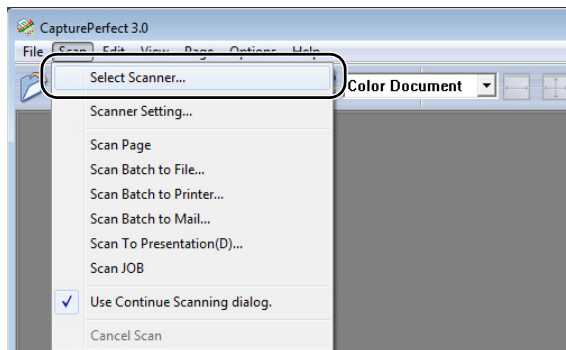 CapturePerfect 3.0
File Scan Edit View Page Options Help
Select Scanner...
Color Document
Scanner Setting...
Scan Page
Scan Batch to File...
Scan Batch to Printer...
Scan Batch to Mail...
Scan To Presentation(D)...
Scan JOB
Use Continue Scanning dialog.
Cancel Scan